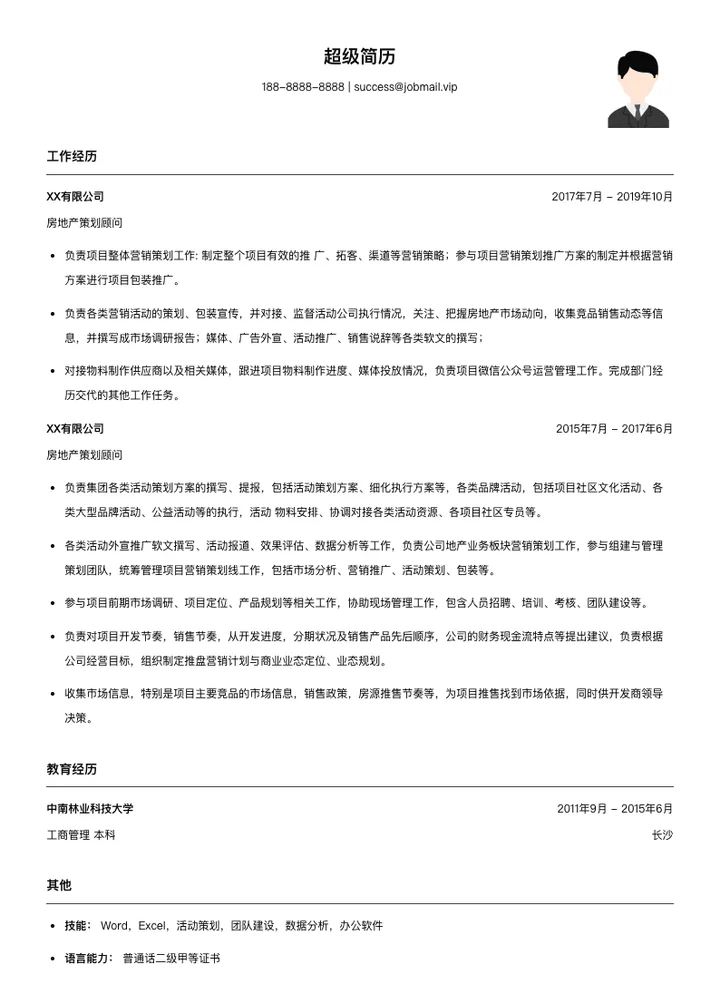 超级简历
188-8888-8888 | success@jobmail.vip
工作经历
XX有限公司 2017年7月 – 2019年10月
房地产策划顾问
• 负责项目整体营销策划工作: 制定整个项目有效的推 广、拓客、渠道等营销策略；参与项目营销策划推广方案的制定并根据营销
方案进行项目包装推广。
• 负责各类营销活动的策划、包装宣传，并对接、监督活动公司执行情况，关注、把握房地产市场动向，收集竞品销售动态等信
息，并撰写成市场调研报告；媒体、广告外宣、活动推广、销售说辞等各类软文的撰写；
• 对接物料制作供应商以及相关媒体，跟进项目物料制作进度、媒体投放情况，负责项目微信公众号运营管理工作。完成部门经
历交代的其他工作任务。
XX有限公司 2015年7月 – 2017年6月
房地产策划顾问
• 负责集团各类活动策划方案的撰写、提报，包括活动策划方案、细化执行方案等，各类品牌活动，包括项目社区文化活动、各
类大型品牌活动、公益活动等的执行，活动 物料安排、协调对接各类活动资源、各项目社区专员等。
• 各类活动外宣推广软文撰写、活动报道、效果评估、数据分析等工作，负责公司地产业务板块营销策划工作，参与组建与管理
策划团队，统筹管理项目营销策划线工作，包括市场分析、营销推广、活动策划、包装等。
• 参与项目前期市场调研、项目定位、产品规划等相关工作，协助现场管理工作，包含人员招聘、培训、考核、团队建设等。
• 负责对项目开发节奏，销售节奏，从开发进度，分期状况及销售产品先后顺序，公司的财务现金流特点等提出建议，负责根据
公司经营目标，组织制定推盘营销计划与商业业态定位、业态规划。
• 收集市场信息，特别是项目主要竞品的市场信息，销售政策，房源推售节奏等，为项目推售找到市场依据，同时供开发商领导
决策。
教育经历
中南林业科技大学 2011年9月 – 2015年6月
工商管理 本科 长沙
其他
• 技能： Word，Excel，活动策划，团队建设，数据分析，办公软件
• 语言能力： 普通话二级甲等证书